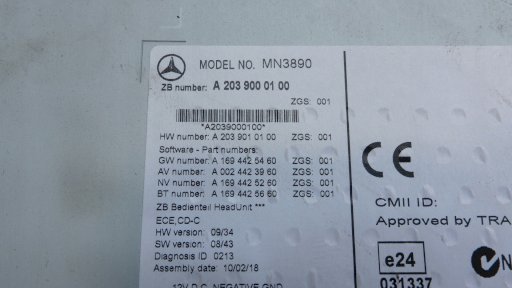 MODEL NO. MN3890
ZB number: A 203 900 01 00
ZGS: 001
*A2039000100*
HW number: A 203 901 01 00 ZGS: 001
Software - Part numbers:
GW number: A 169 442 54 60 ZGS: 001
AV number: A 002 442 39 60 ZGS: 001
NV number: A 169 442 52 60 ZGS: 001
BT number: A 169 442 56 60 ZGS: 001
ZB Bedienteil HeadUnit ***
ECE,CD-C
HW version: 09/34
SW version: 08/43
Diagnosis ID 0213
Assembly date: 10/02/18
12V D.C. NEGATIVE GND
CE
CMII ID:
Approved by TRA
e24
031337
N